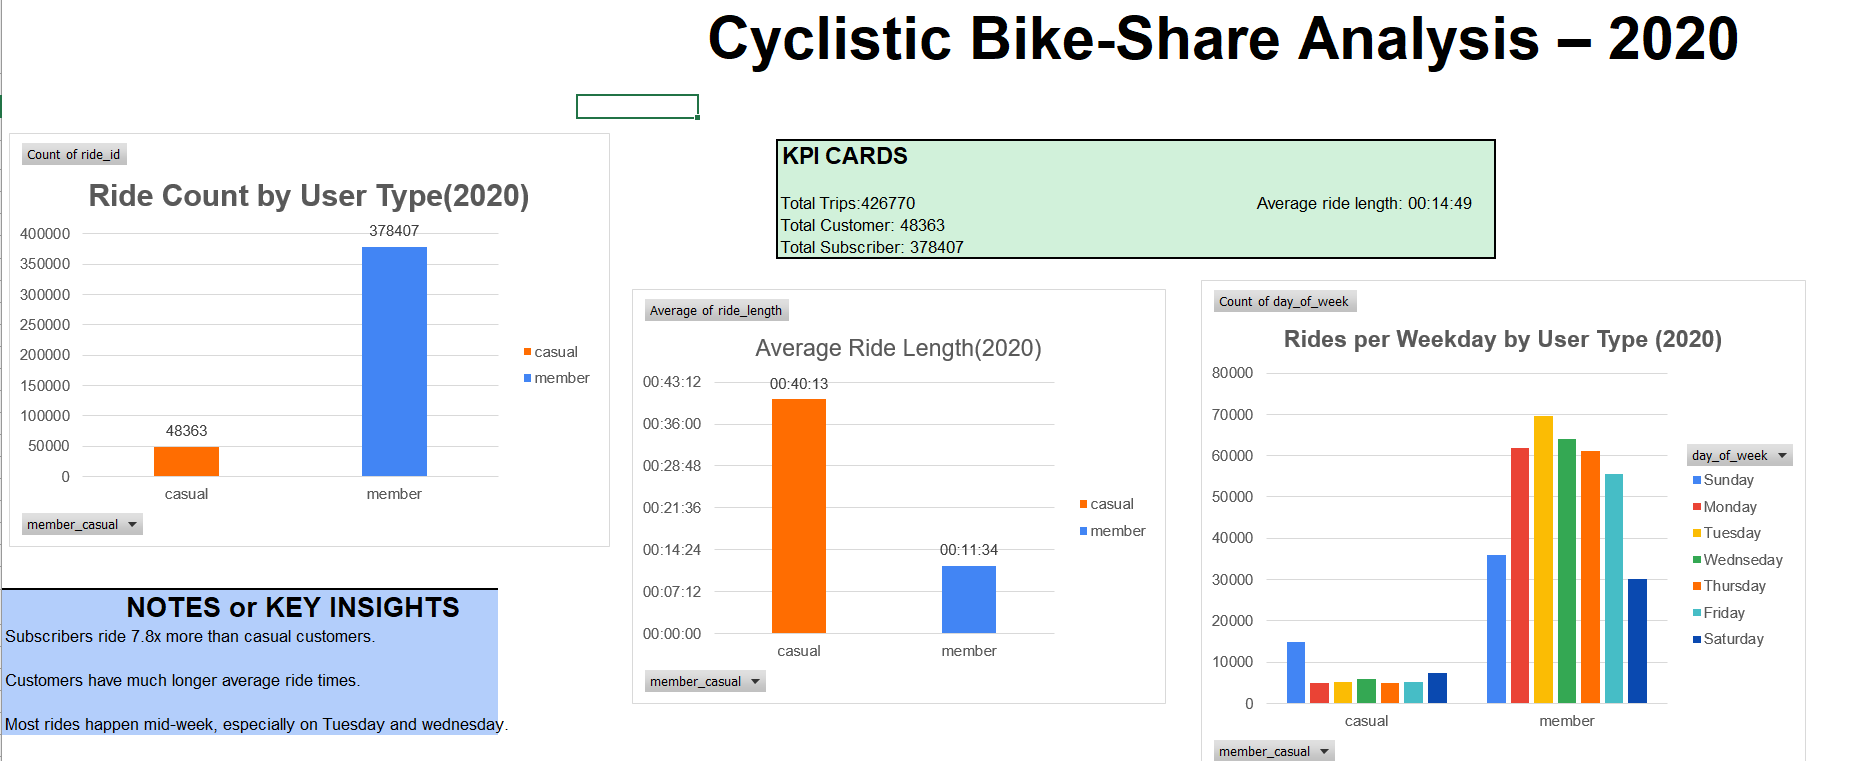 Cyclistic Bike-Share Analysis – 2020
Count of ride_id
Ride Count by User Type(2020)
400000
350000
300000
250000
200000
150000
100000
50000
0
48363
378407
casual
member
casual
member
member_casual
KPI CARDS
Total Trips:426770
Average ride length: 00:14:49
Total Customer: 48363
Total Subscriber: 378407
Average of ride_length
Average Ride Length(2020)
00:43:12
00:36:00
00:28:48
00:21:36
00:14:24
00:07:12
00:00:00
00:40:13
00:11:34
casual
member
casual
member
member_casual
Count of day_of_week
Rides per Weekday by User Type (2020)
80000
70000
60000
50000
40000
30000
20000
10000
0
casual
member
day_of_week
Sunday
Monday
Tuesday
Wednseday
Thursday
Friday
Saturday
member_casual
NOTES or KEY INSIGHTS
Subscribers ride 7.8x more than casual customers.
Customers have much longer average ride times.
Most rides happen mid-week, especially on Tuesday and wednesday.